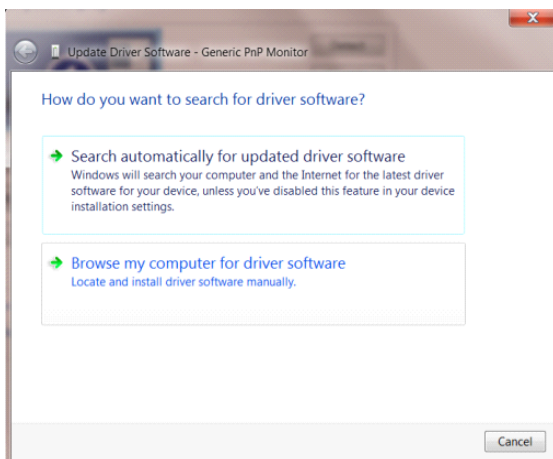 Update Driver Software - Generic PnP Monitor
How do you want to search for driver software?
Search automatically for updated driver software
Windows will search your computer and the Internet for the latest driver
software for your device, unless you've disabled this feature in your device
installation settings.
Browse my computer for driver software
Locate and install driver software manually.
Cancel